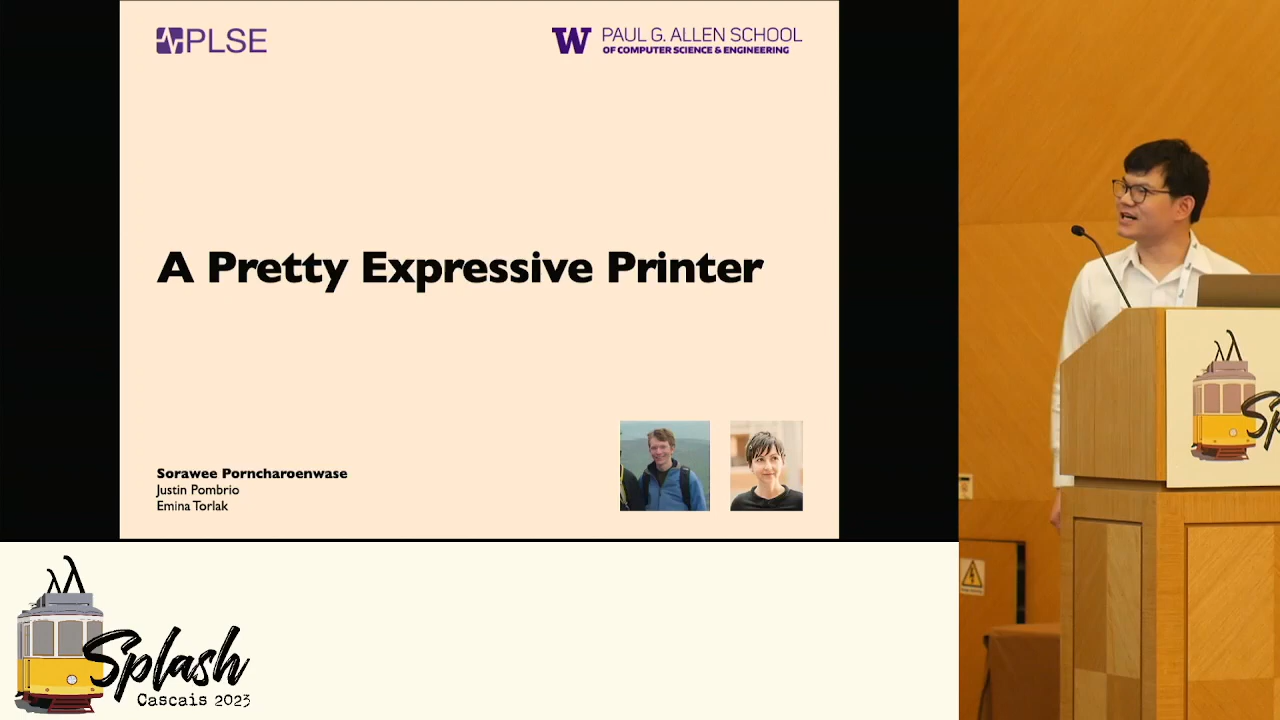 PLSE
W PAUL G. ALLEN SCHOOL
OF COMPUTER SCIENCE & ENGINEERING
A Pretty Expressive Printer
Sorawee Porncharoenwase
Justin Pombrio
Emina Torlak
Splash
Cascais 2023
Sp